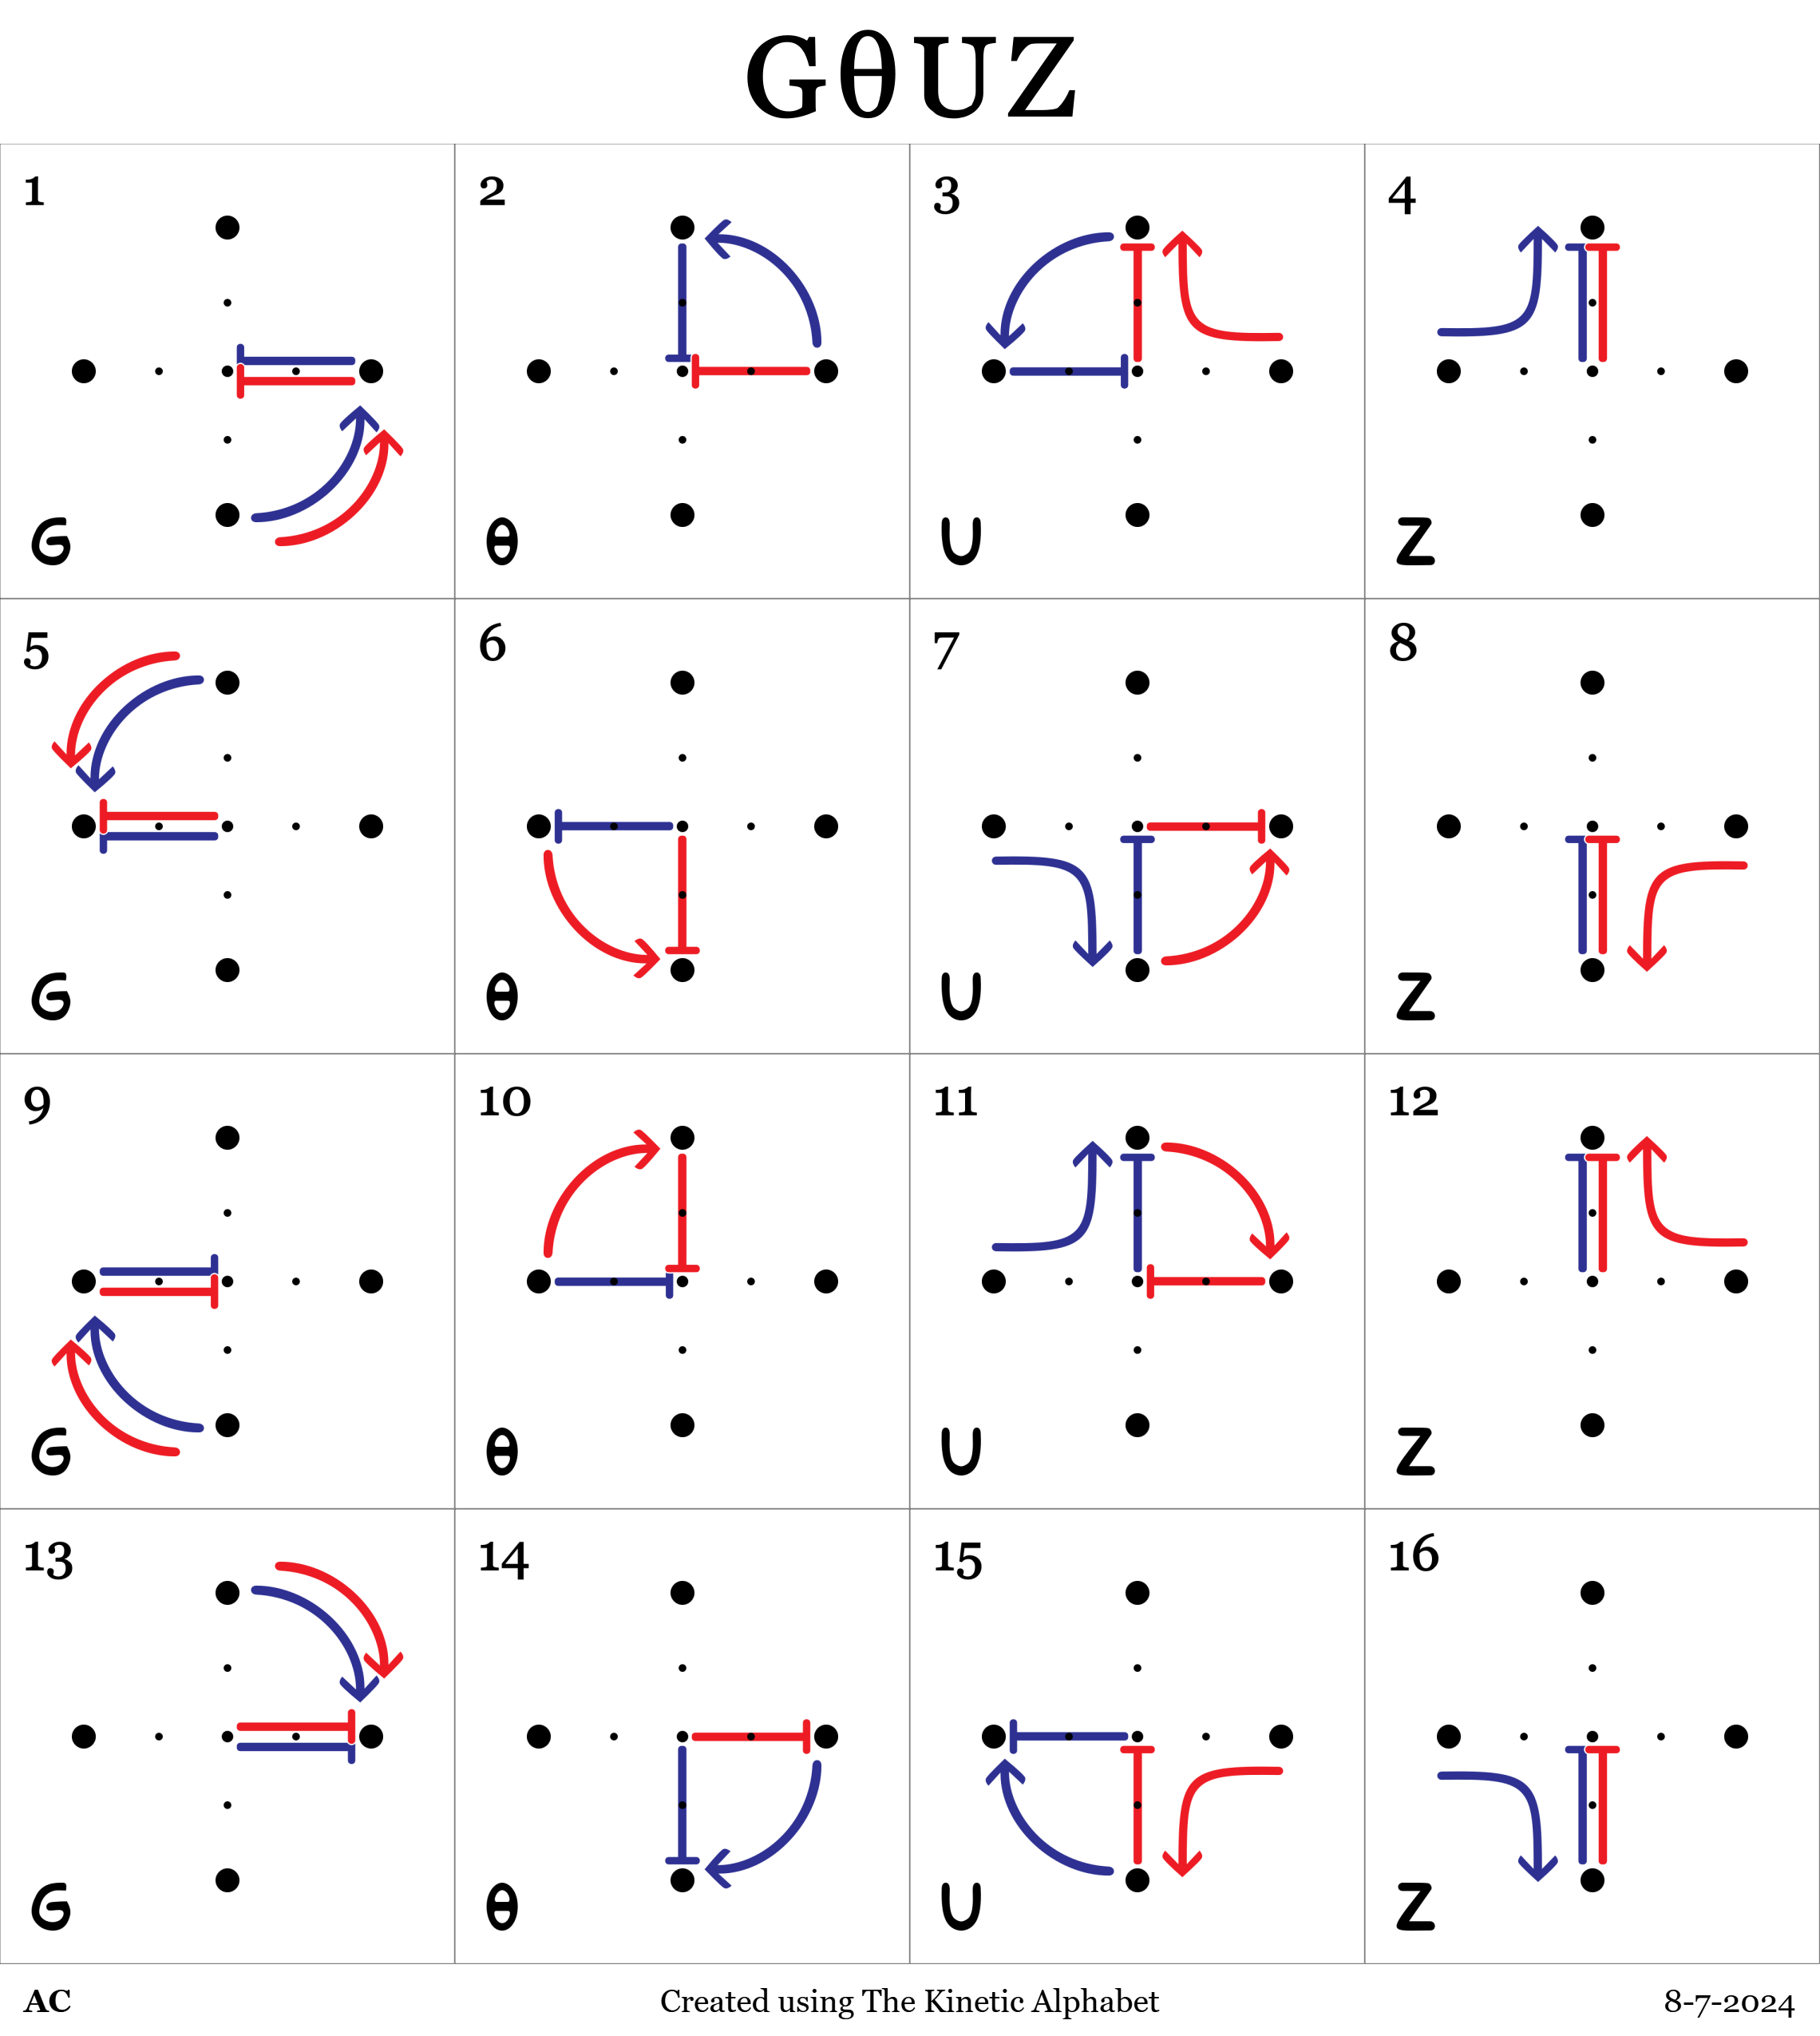 GθUZ
1 2 3 4
G θ U Z
5 6 7 8
G θ U Z
9 10 11 12
G θ U Z
13 14 15 16
G θ U Z
AC Created using The Kinetic Alphabet 8-7-2024